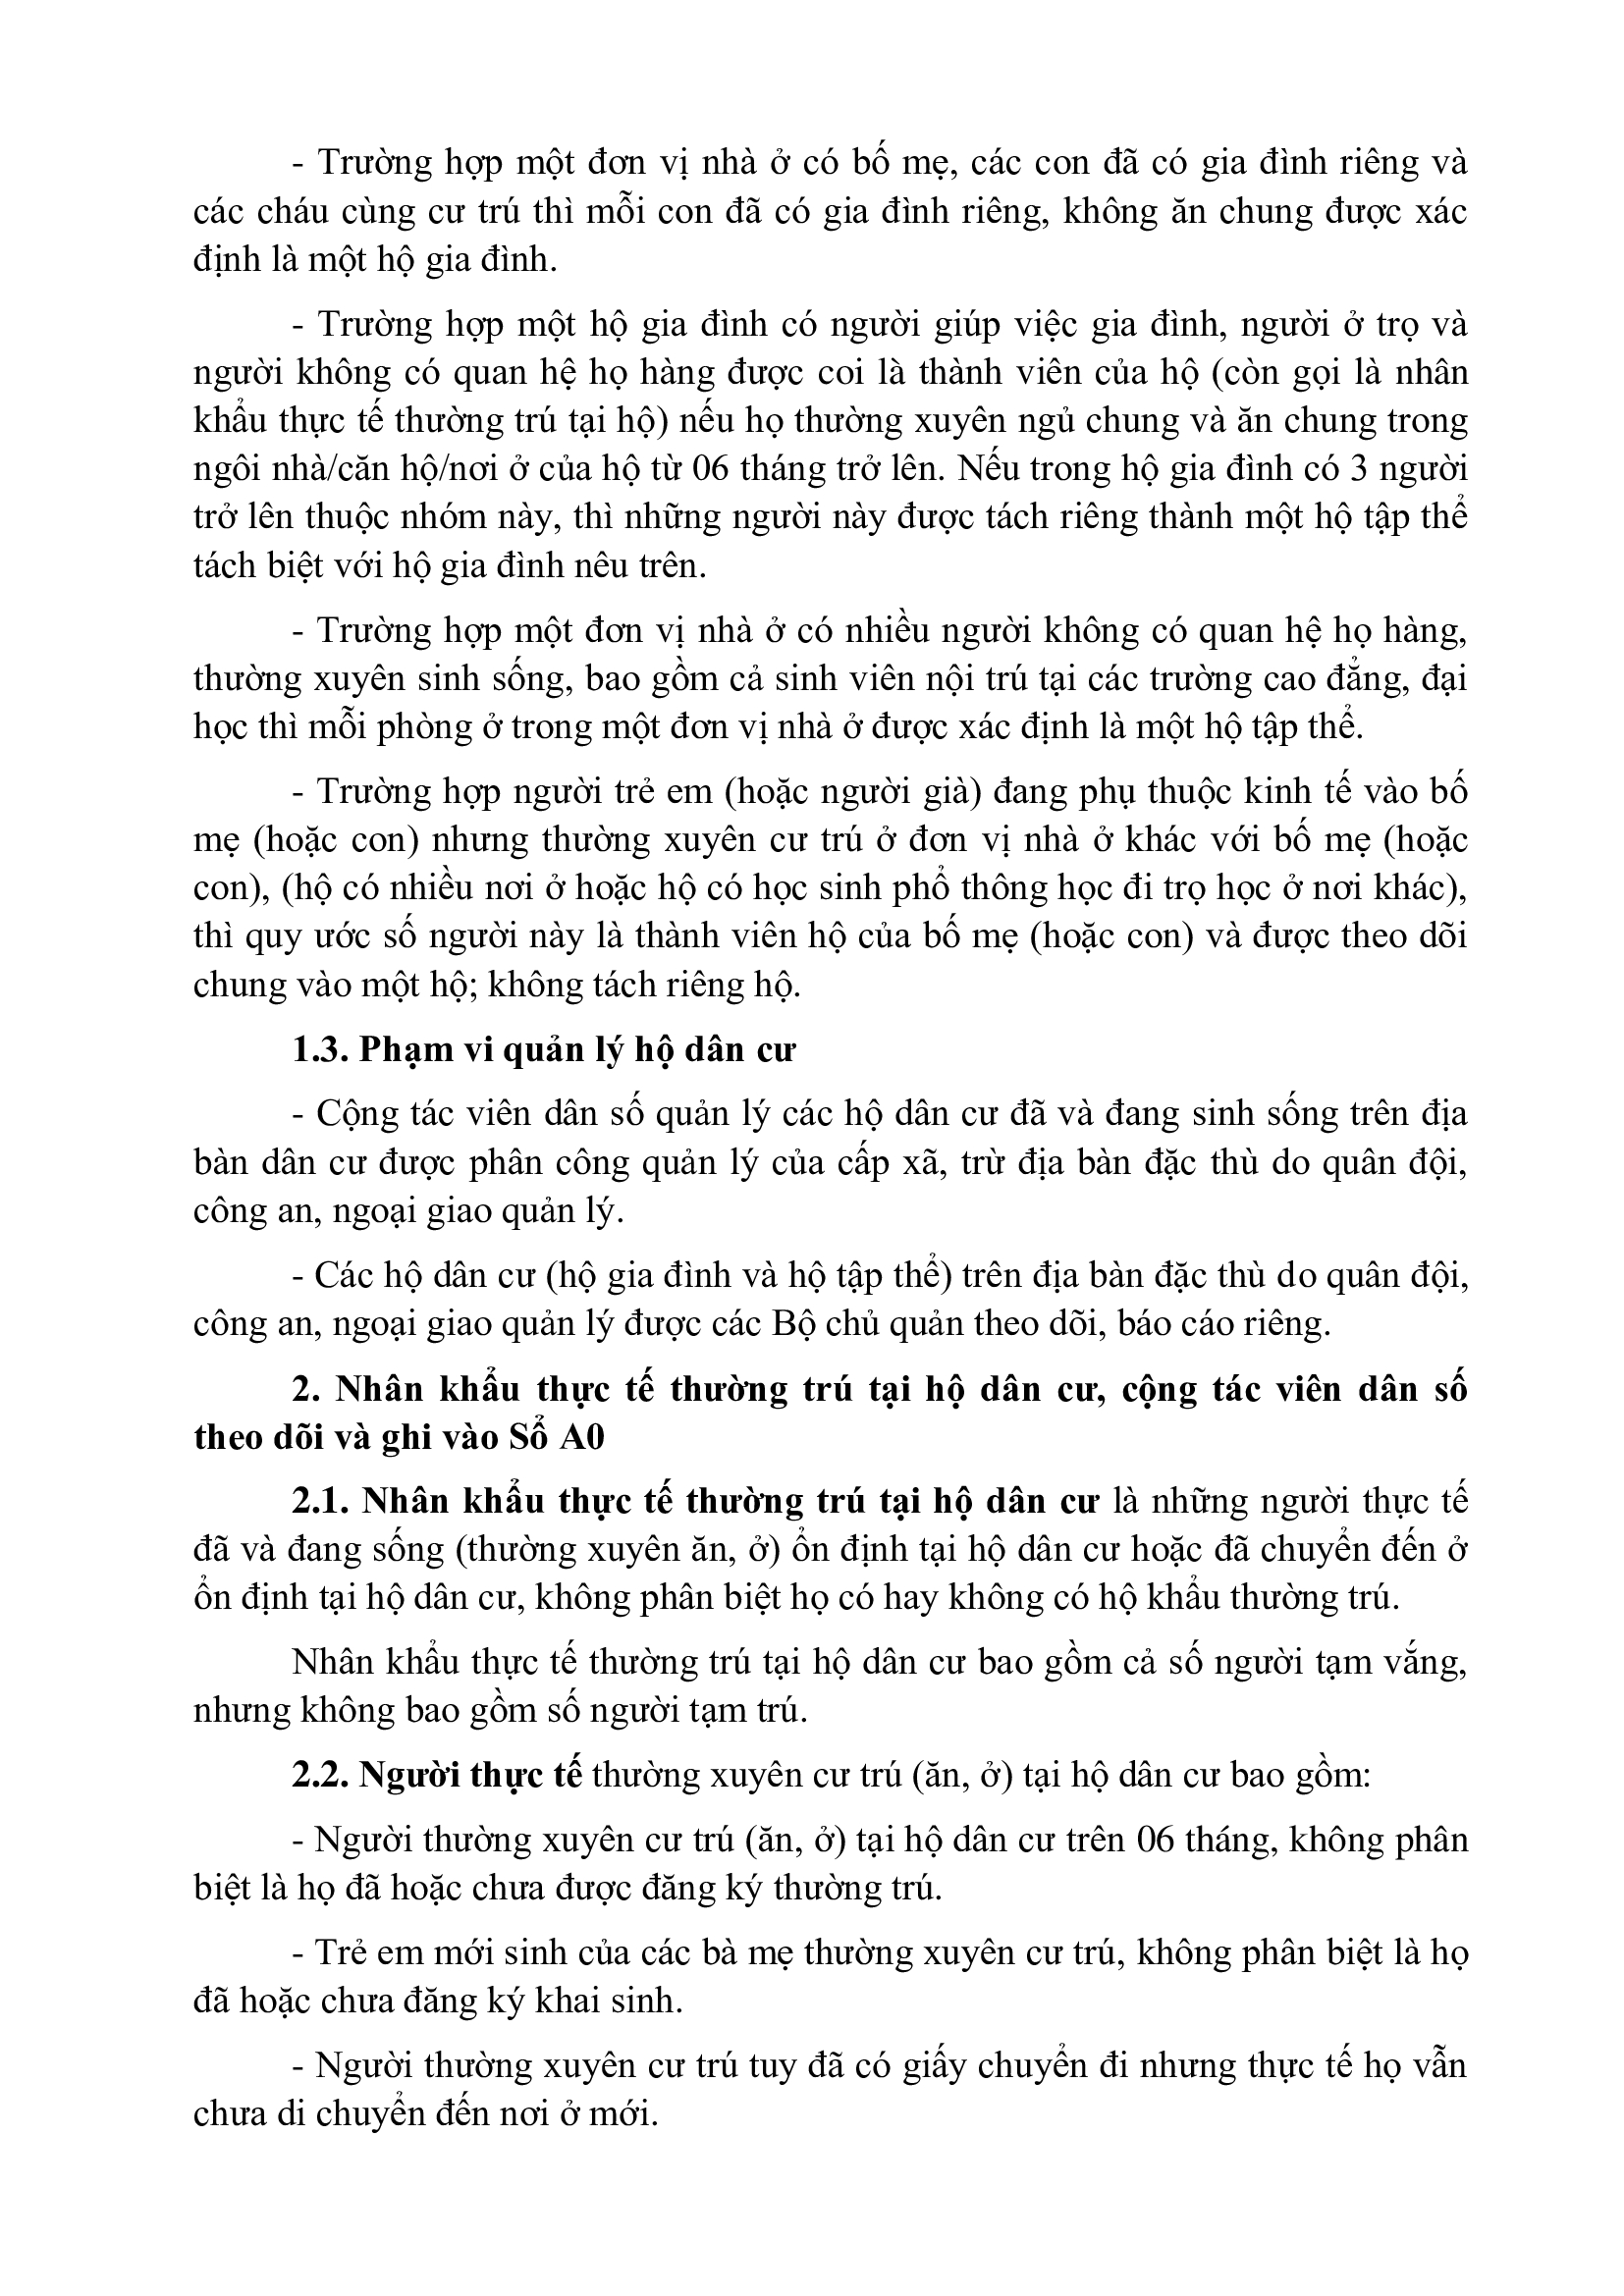 - Trường hợp một đơn vị nhà ở có bố mẹ, các con đã có gia đình riêng và
các cháu cùng cư trú thì mỗi con đã có gia đình riêng, không ăn chung được xác
định là một hộ gia đình.
- Trường hợp một hộ gia đình có người giúp việc gia đình, người ở trọ và
người không có quan hệ họ hàng được coi là thành viên của hộ (còn gọi là nhân
khẩu thực tế thường trú tại hộ) nếu họ thường xuyên ngủ chung và ăn chung trong
ngôi nhà/căn hộ/nơi ở của hộ từ 06 tháng trở lên. Nếu trong hộ gia đình có 3 người
trở lên thuộc nhóm này, thì những người này được tách riêng thành một hộ tập thể
tách biệt với hộ gia đình nêu trên.
- Trường hợp một đơn vị nhà ở có nhiều người không có quan hệ họ hàng,
thường xuyên sinh sống, bao gồm cả sinh viên nội trú tại các trường cao đẳng, đại
học thì mỗi phòng ở trong một đơn vị nhà ở được xác định là một hộ tập thể.
- Trường hợp người trẻ em (hoặc người già) đang phụ thuộc kinh tế vào bố
mẹ (hoặc con) nhưng thường xuyên cư trú ở đơn vị nhà ở khác với bố mẹ (hoặc
con), (hộ có nhiều nơi ở hoặc hộ có học sinh phổ thông học đi trọ học ở nơi khác),
thì quy ước số người này là thành viên hộ của bố mẹ (hoặc con) và được theo dõi
chung vào một hộ; không tách riêng hộ.
1.3. Phạm vi quản lý hộ dân cư
- Cộng tác viên dân số quản lý các hộ dân cư đã và đang sinh sống trên địa
bàn dân cư được phân công quản lý của cấp xã, trừ địa bàn đặc thù do quân đội,
công an, ngoại giao quản lý.
- Các hộ dân cư (hộ gia đình và hộ tập thể) trên địa bàn đặc thù do quân đội,
công an, ngoại giao quản lý được các Bộ chủ quản theo dõi, báo cáo riêng.
2. Nhân khẩu thực tế thường trú tại hộ dân cư, cộng tác viên dân số
theo dõi và ghi vào Sổ A0
2.1. Nhân khẩu thực tế thường trú tại hộ dân cư là những người thực tế
đã và đang sống (thường xuyên ăn, ở) ổn định tại hộ dân cư hoặc đã chuyển đến ở
ổn định tại hộ dân cư, không phân biệt họ có hay không có hộ khẩu thường trú.
Nhân khẩu thực tế thường trú tại hộ dân cư bao gồm cả số người tạm vắng,
nhưng không bao gồm số người tạm trú.
2.2. Người thực tế thường xuyên cư trú (ăn, ở) tại hộ dân cư bao gồm:
- Người thường xuyên cư trú (ăn, ở) tại hộ dân cư trên 06 tháng, không phân
biệt là họ đã hoặc chưa được đăng ký thường trú.
- Trẻ em mới sinh của các bà mẹ thường xuyên cư trú, không phân biệt là họ
đã hoặc chưa đăng ký khai sinh.
- Người thường xuyên cư trú tuy đã có giấy chuyển đi nhưng thực tế họ vẫn
chưa di chuyển đến nơi ở mới.